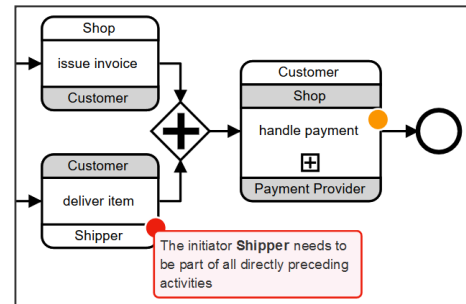 Shop
issue invoice
Customer
Customer
deliver item
Shipper
Customer
Shop
handle payment
Payment Provider
The initiator Shipper needs to
be part of all directly preceding
activities